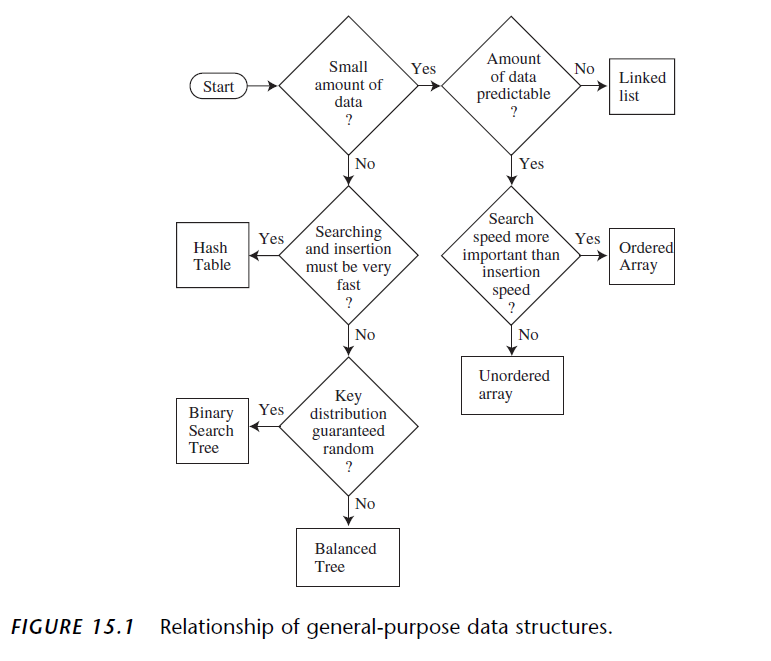 Start
Small
amount of
data
?
Yes
Amount
of data
predictable
?
No
Linked
list
No
Yes
Hash
Table
Yes
Searching
and insertion
must be very
fast
?
Search
speed more
important than
insertion
speed
?
Yes
Ordered
Array
No
No
Unordered
array
Binary
Search
Tree
Yes
Key
distribution
guaranteed
random
?
No
Balanced
Tree
FIGURE 15.1 Relationship of general-purpose data structures.